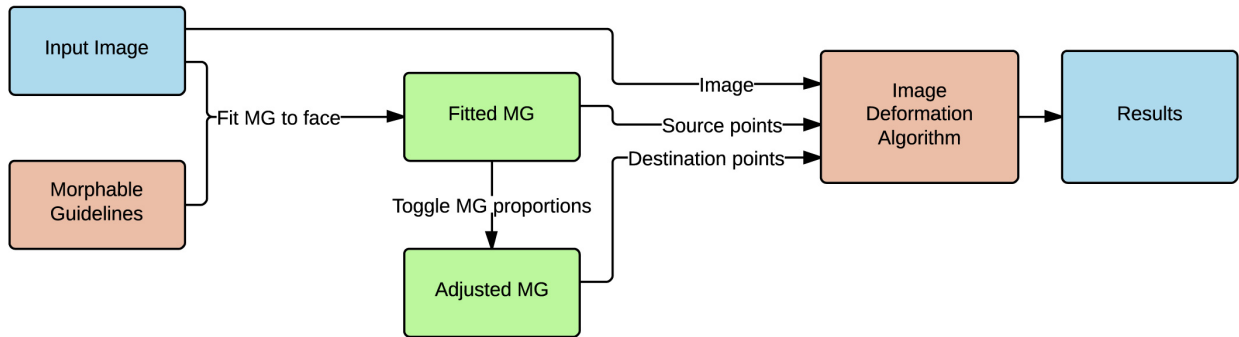 Input Image
Morphable
Guidelines
Fit MG to face
Fitted MG
Toggle MG proportions
Adjusted MG
Image
Source points
Destination points
Image
Deformation
Algorithm
Results